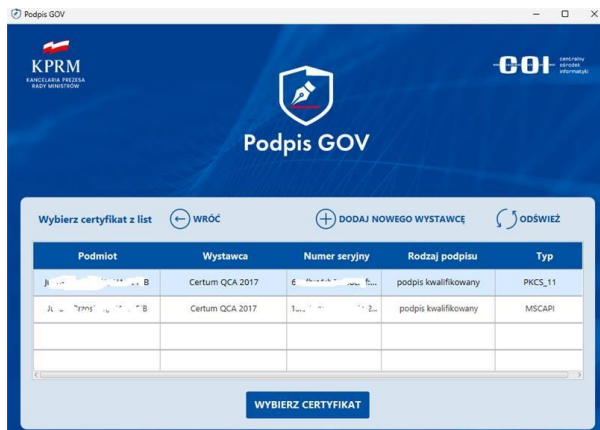 Podpis GOV
KPRM
KANCELARIA PREZESA
RADY MINISTRÓW
COI centralny
ośrodek
informatyki
Podpis GOV
Wybierz certyfikat z list WRÓĆ DODAJ NOWEGO WYSTAWCĘ ODŚWIEŻ
Podmiot Wystawca Numer seryjny Rodzaj podpisu Typ
Certum QCA 2017 podpis kwalifikowany PKCS_11
Certum QCA 2017 podpis kwalifikowany MSCAPI
WYBIERZ CERTYFIKAT